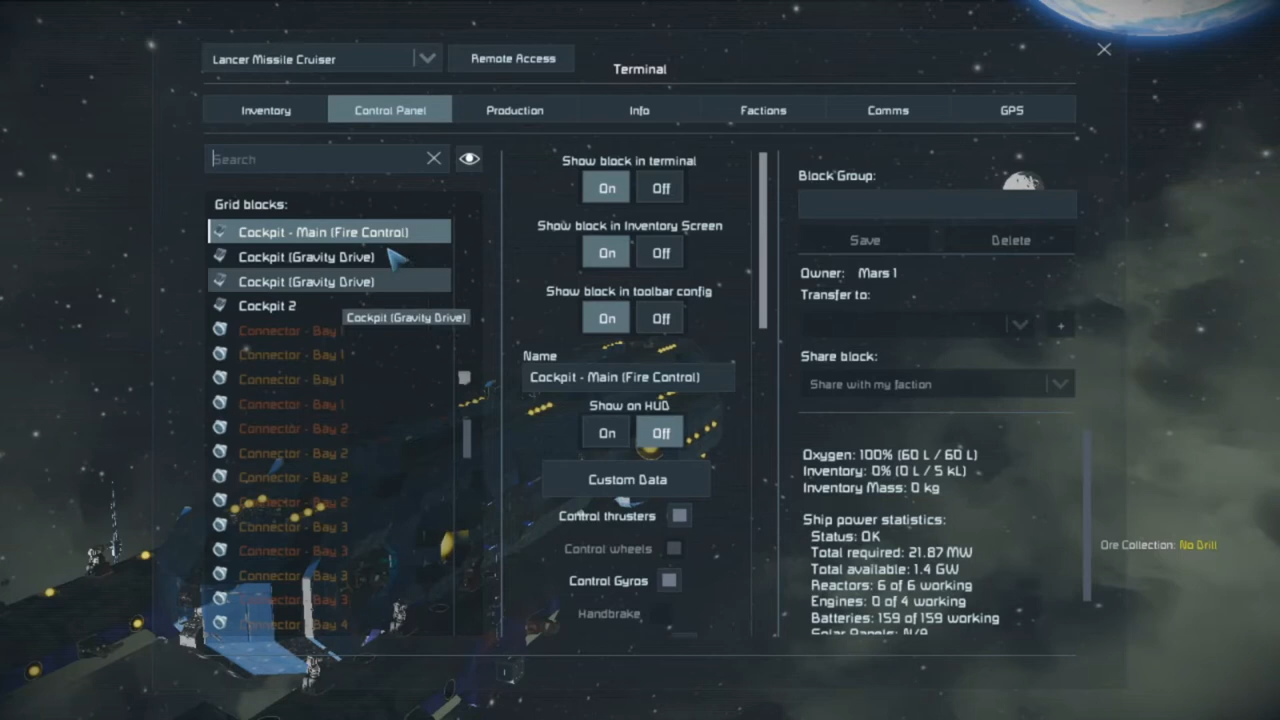 Lancer Missile Cruiser
Remote Access
Terminal
Inventory
Control Panel
Production
Info
Factions
Comms
GPS
Search
Grid blocks:
Cockpit - Main (Fire Control)
Cockpit (Gravity Drive)
Cockpit (Gravity Drive)
Cockpit 2
Cockpit (Gravity Drive)
Connector - Bay 1
Connector - Bay 1
Connector - Bay 1
Connector - Bay 1
Connector - Bay 2
Connector - Bay 2
Connector - Bay 2
Connector - Bay 2
Connector - Bay 3
Connector - Bay 3
Connector - Bay 3
Connector - Bay 3
Connector - Bay 4
Show block in terminal
On Off
Show block in Inventory Screen
On Off
Show block in toolbar config
On Off
Name
Cockpit - Main (Fire Control)
Show on HUD
On Off
Custom Data
Control thrusters
Control wheels
Control Gyros
Handbrake
Block Group:
Save
Delete
Owner: Mars 1
Transfer to:
+
Share block:
Share with my faction
Oxygen: 100% (60 L / 60 L)
Inventory: 0% (0 L / 5 kL)
Inventory Mass: 0 kg
Ship power statistics:
Status: OK
Total required: 21.87 MW
Total available: 1.4 GW
Reactors: 6 of 6 working
Engines: 0 of 4 working
Batteries: 159 of 159 working
Solar Panels: N/A
Ore Collection: No Drill